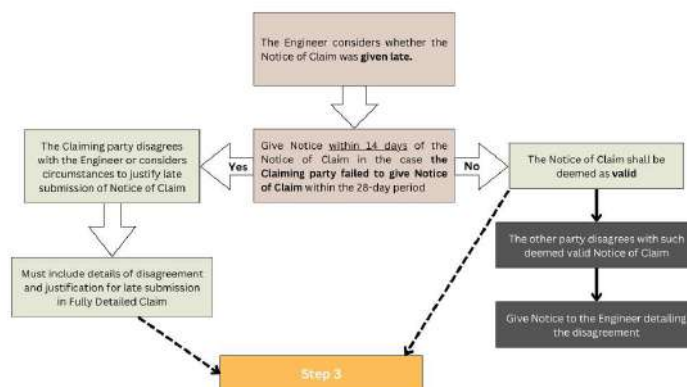 The Engineer considers whether the
Notice of Claim was given late.
The Claiming party disagrees
with the Engineer or considers
circumstances to justify late
submission of Notice of Claim
Yes
Give Notice within 14 days of the
Notice of Claim in the case the
Claiming party failed to give Notice
of Claim within the 28-day period
No
The Notice of Claim shall be
deemed as valid
The other party disagrees with such
deemed valid Notice of Claim
Must include details of disagreement
and justification for late submission
in Fully Detailed Claim
Give Notice to the Engineer detailing
the disagreement
Step 3